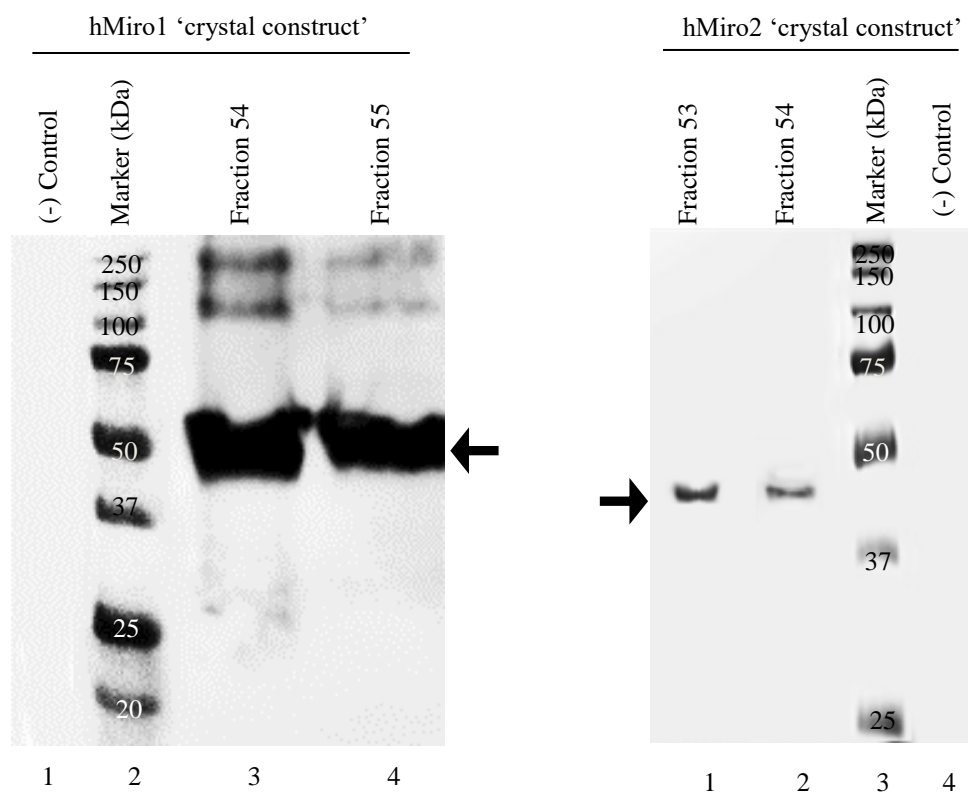 hMiro1 ‘crystal construct’
(-) Control
Marker (kDa)
Fraction 54
Fraction 55
250
150
100
75
50
37
25
20
1
2
3
4
hMiro2 ‘crystal construct’
Fraction 53
Fraction 54
Marker (kDa)
(-) Control
250
150
100
75
50
37
25
1
2
3
4